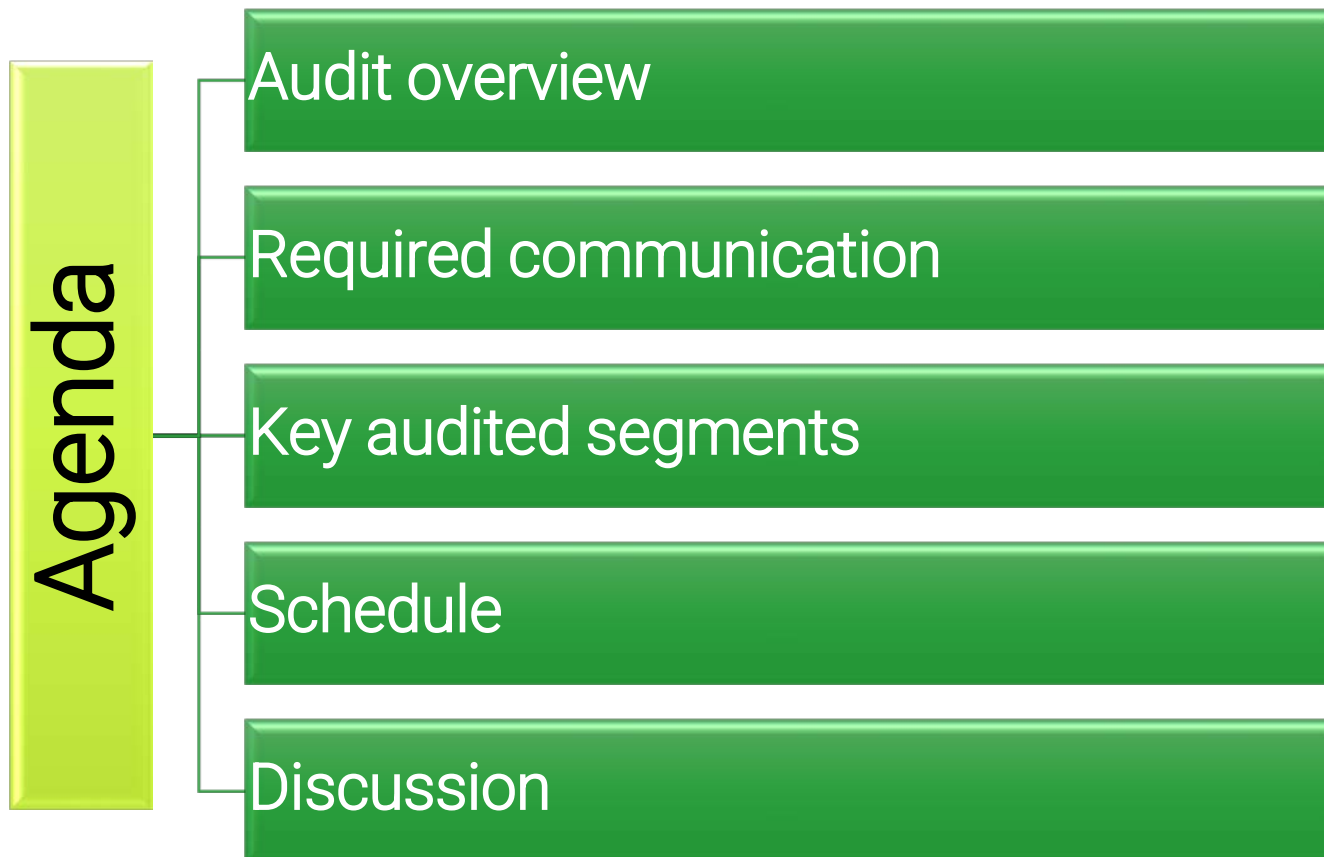 Agenda
Audit overview
Required communication
Key audited segments
Schedule
Discussion